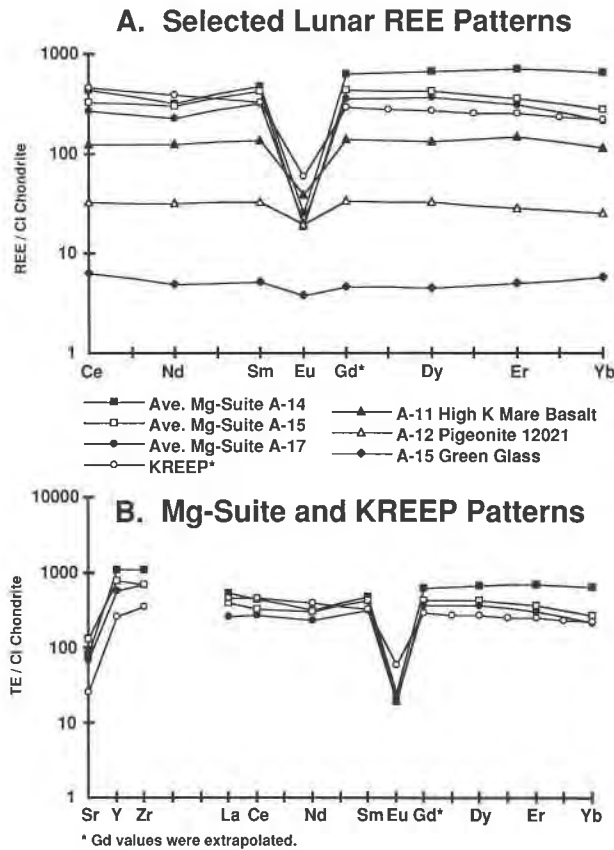 A. Selected Lunar REE Patterns
1000
100
10
1
REE / CI Chondrite
Ce Nd Sm Eu Gd* Dy Er Yb
Ave. Mg-Suite A-14
Ave. Mg-Suite A-15
Ave. Mg-Suite A-17
KREEP*
A-11 High K Mare Basalt
A-12 Pigeonite 12021
A-15 Green Glass
B. Mg-Suite and KREEP Patterns
10000
1000
100
10
1
TE / CI Chondrite
Sr Y Zr La Ce Nd Sm Eu Gd* Dy Er Yb
* Gd values were extrapolated.